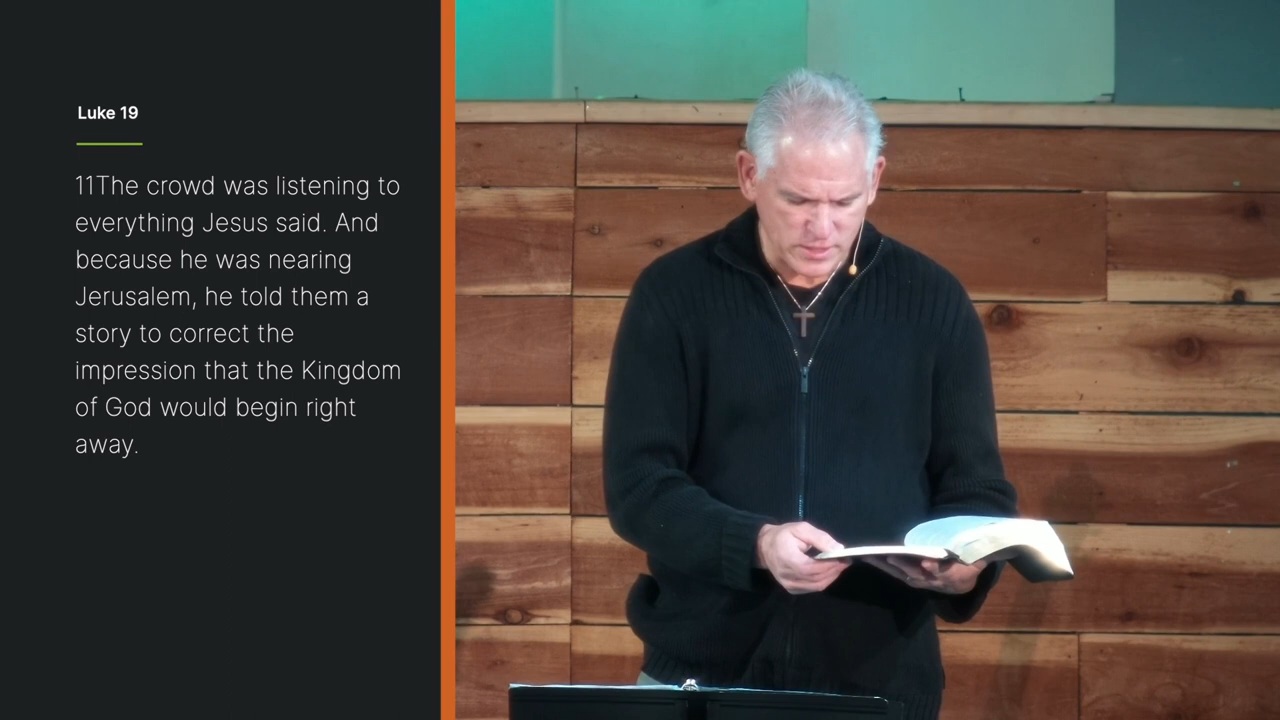 Luke 19
11The crowd was listening to
everything Jesus said. And
because he was nearing
Jerusalem, he told them a
story to correct the
impression that the Kingdom
of God would begin right
away.